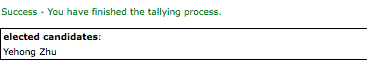 Success - You have finished the tallying process.
elected candidates:
Yehong Zhu